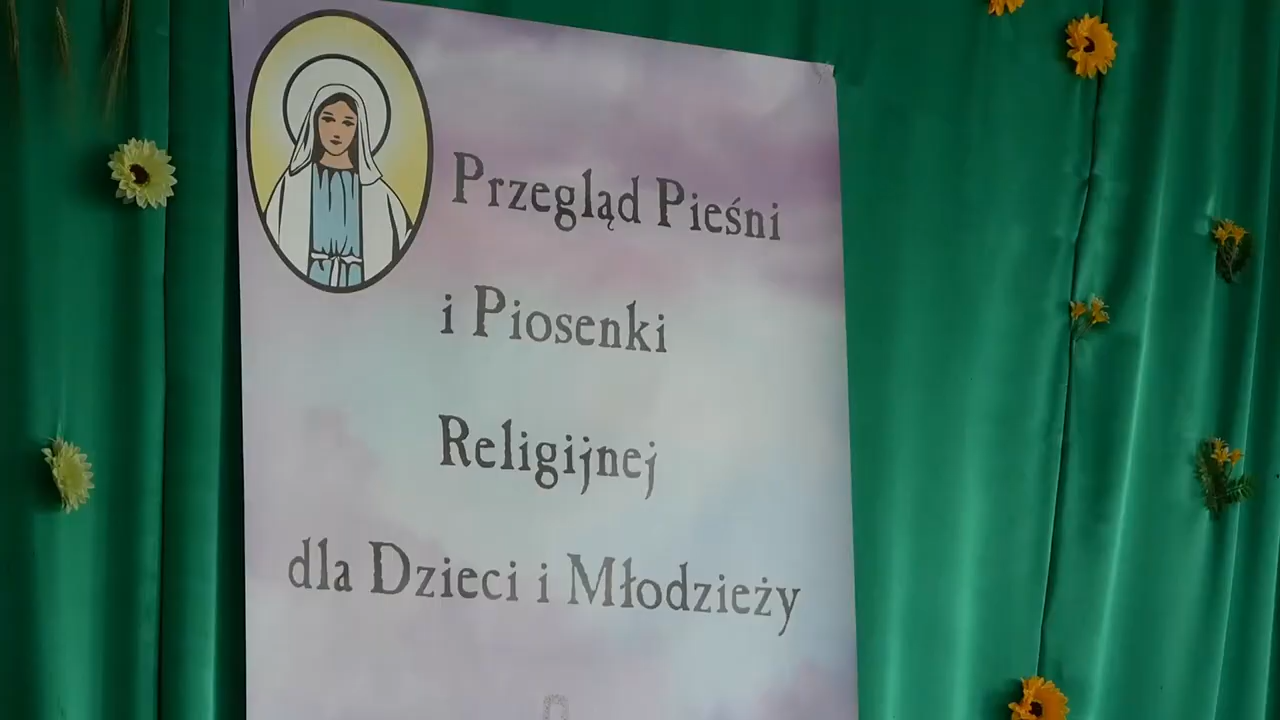 Przegląd Pieśni
i Piosenki
Religijnej
dla Dzieci i Młodzieży